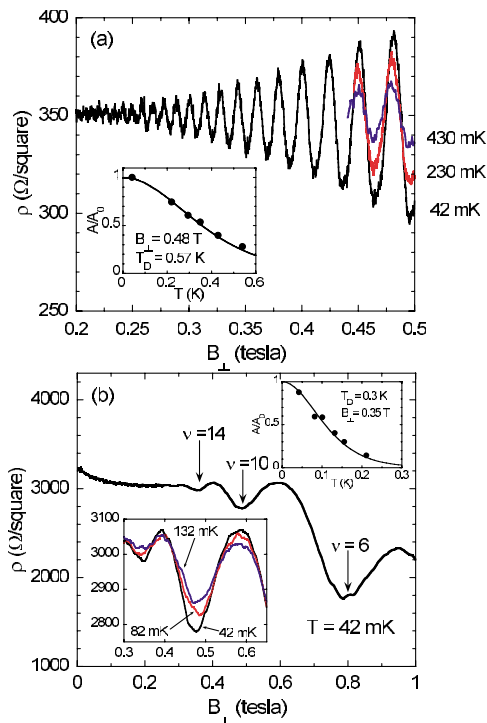 400
(a)
350
300
250
ρ (Ω/square)
430 mK
230 mK
42 mK
1
0.5
0
A/A₀
B⊥ = 0.48 T
T_D = 0.57 K
0 0.2 0.4 0.6
T (K)
0.2 0.25 0.3 0.35 0.4 0.45 0.5
B⊥ (tesla)
(b)
4000
3000
2000
1000
ρ (Ω/square)
1
0.5
0
A/A₀
T_D = 0.3 K
B⊥ = 0.35 T
0 0.1 0.2 0.3
T (K)
ν = 14
ν = 10
ν = 6
3100
3000
2900
2800
132 mK
82 mK
42 mK
0.3 0.4 0.5 0.6
T = 42 mK
0 0.2 0.4 0.6 0.8 1
B⊥ (tesla)